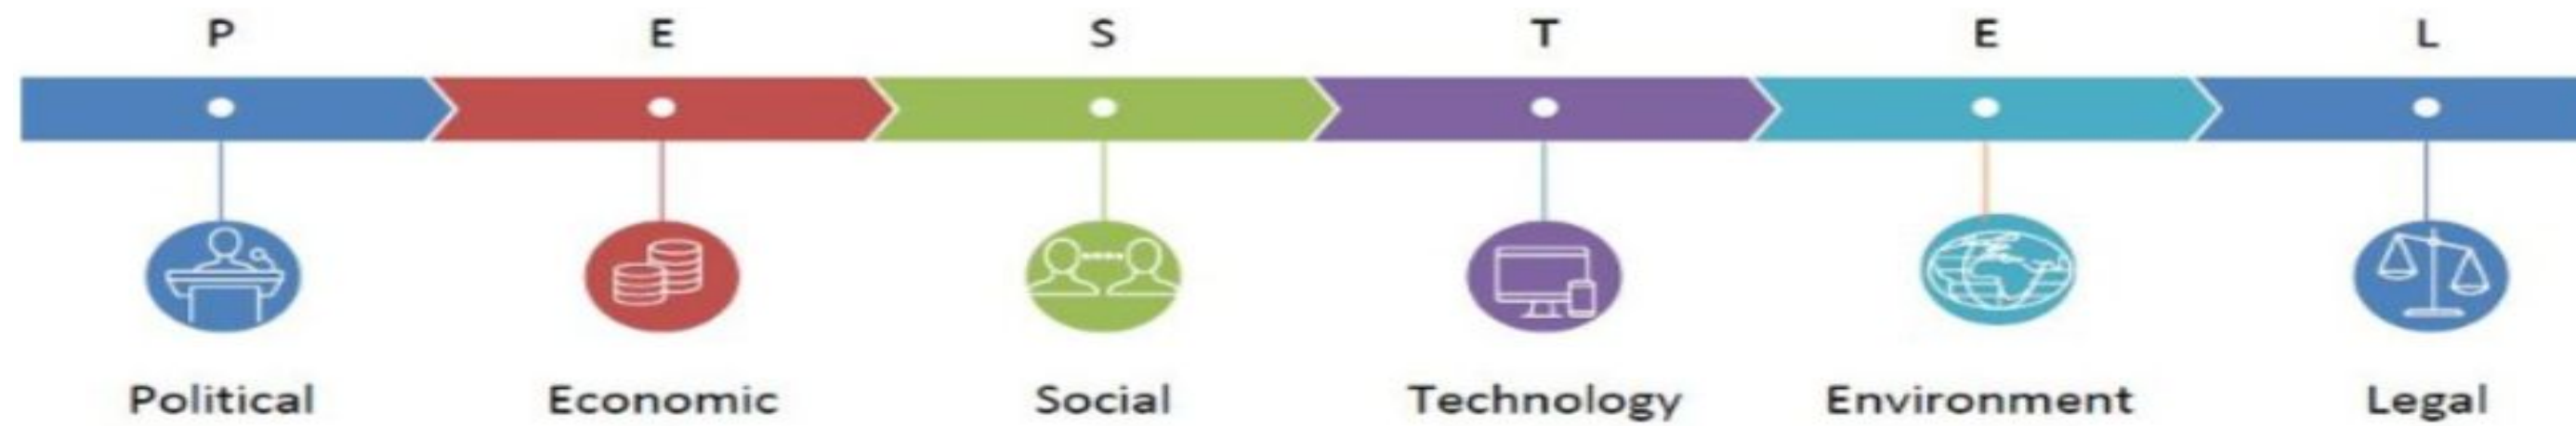 P E S T E L
Political Economic Social Technology Environment Legal